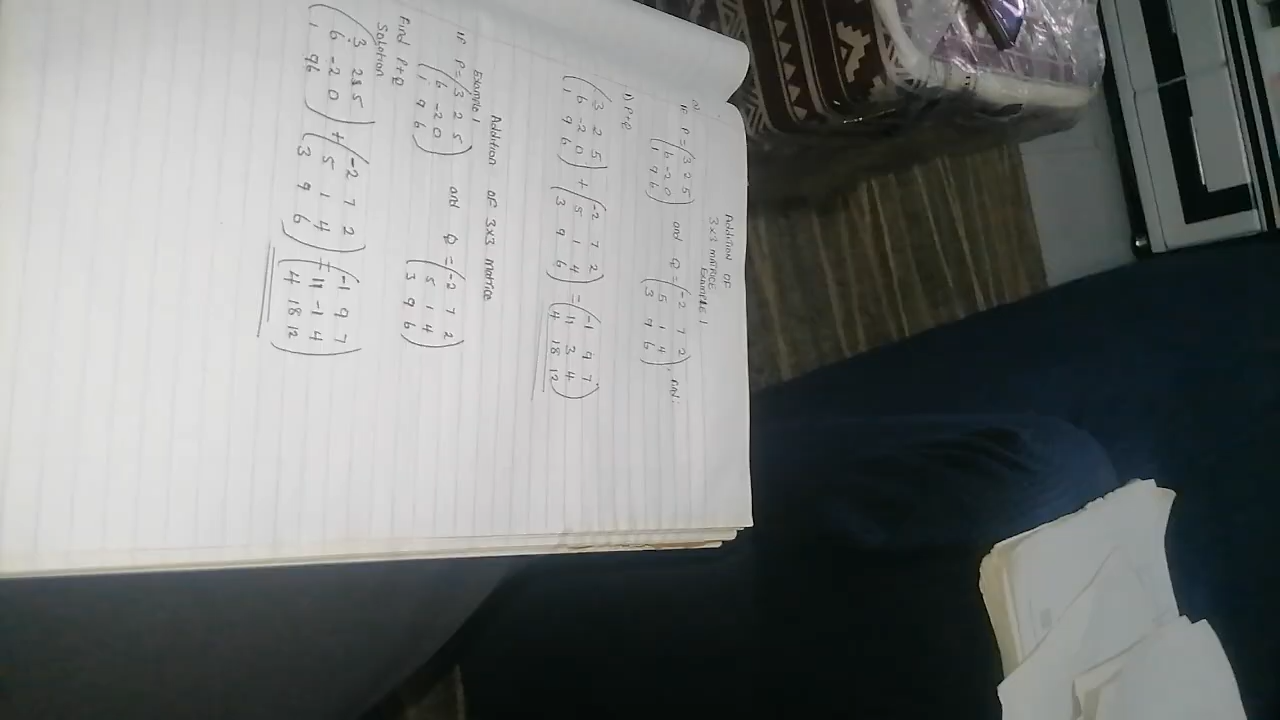 Addition OF
3x3 MATRICE
Example 1
If P = (3 2 5
6 -2 0
1 9 6) and Q = (-2 7 2
5 1 4
3 9 6), find:
1) P+Q
(3 2 5
6 -2 0
1 9 6) + (-2 7 2
5 1 4
3 9 6) = (-1 9 7
11 3 4
4 18 12)
Addition OF 3x3 Matrice
Example 1
IF P = (3 2 5
6 -2 0
1 9 6) and Q = (-2 7 2
5 1 4
3 9 6)
Find P+Q
Solution
(3 2 5
6 -2 0
1 9 6) + (-2 7 2
5 1 4
3 9 6) = (-1 9 7
11 -1 4
4 18 12)